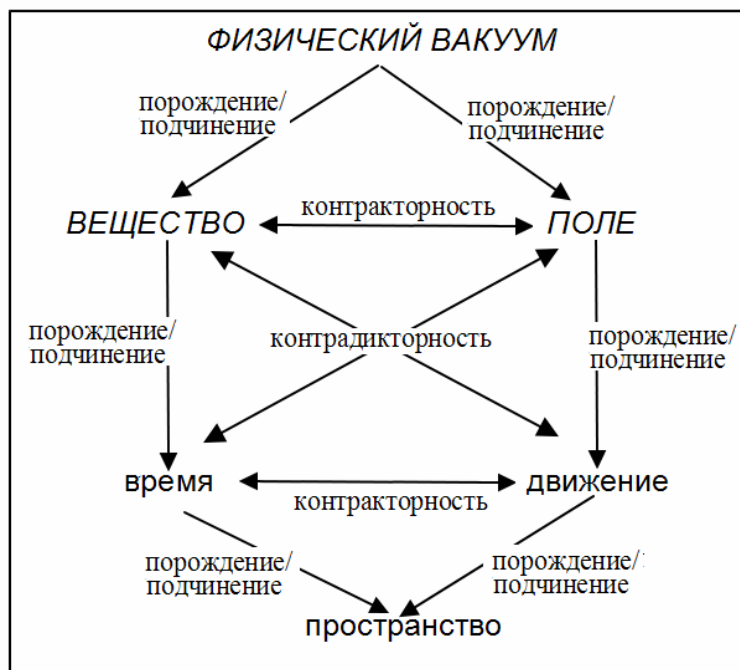 ФИЗИЧЕСКИЙ ВАКУУМ
порождение/
подчинение
порождение/
подчинение
ВЕЩЕСТВО
контракторность
ПОЛЕ
порождение/
подчинение
контрадикторность
порождение/
подчинение
время
контракторность
движение
порождение/
подчинение
порождение/
подчинение
пространство